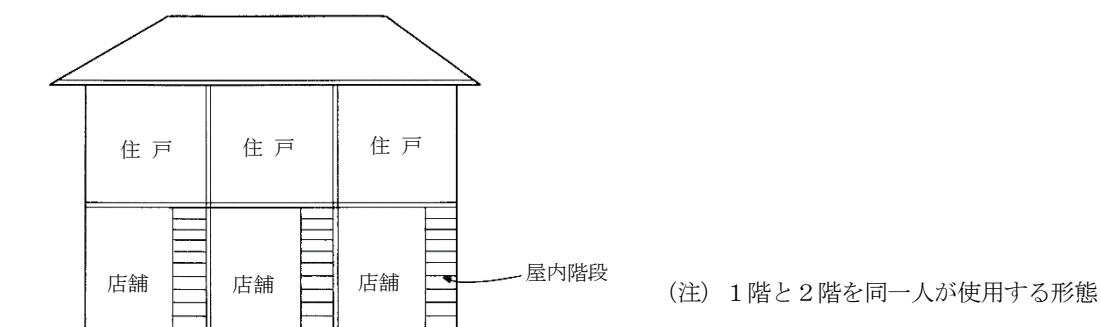 住 戸 住 戸 住 戸
店舗 店舗 店舗 屋内階段
（注） １階と２階を同一人が使用する形態